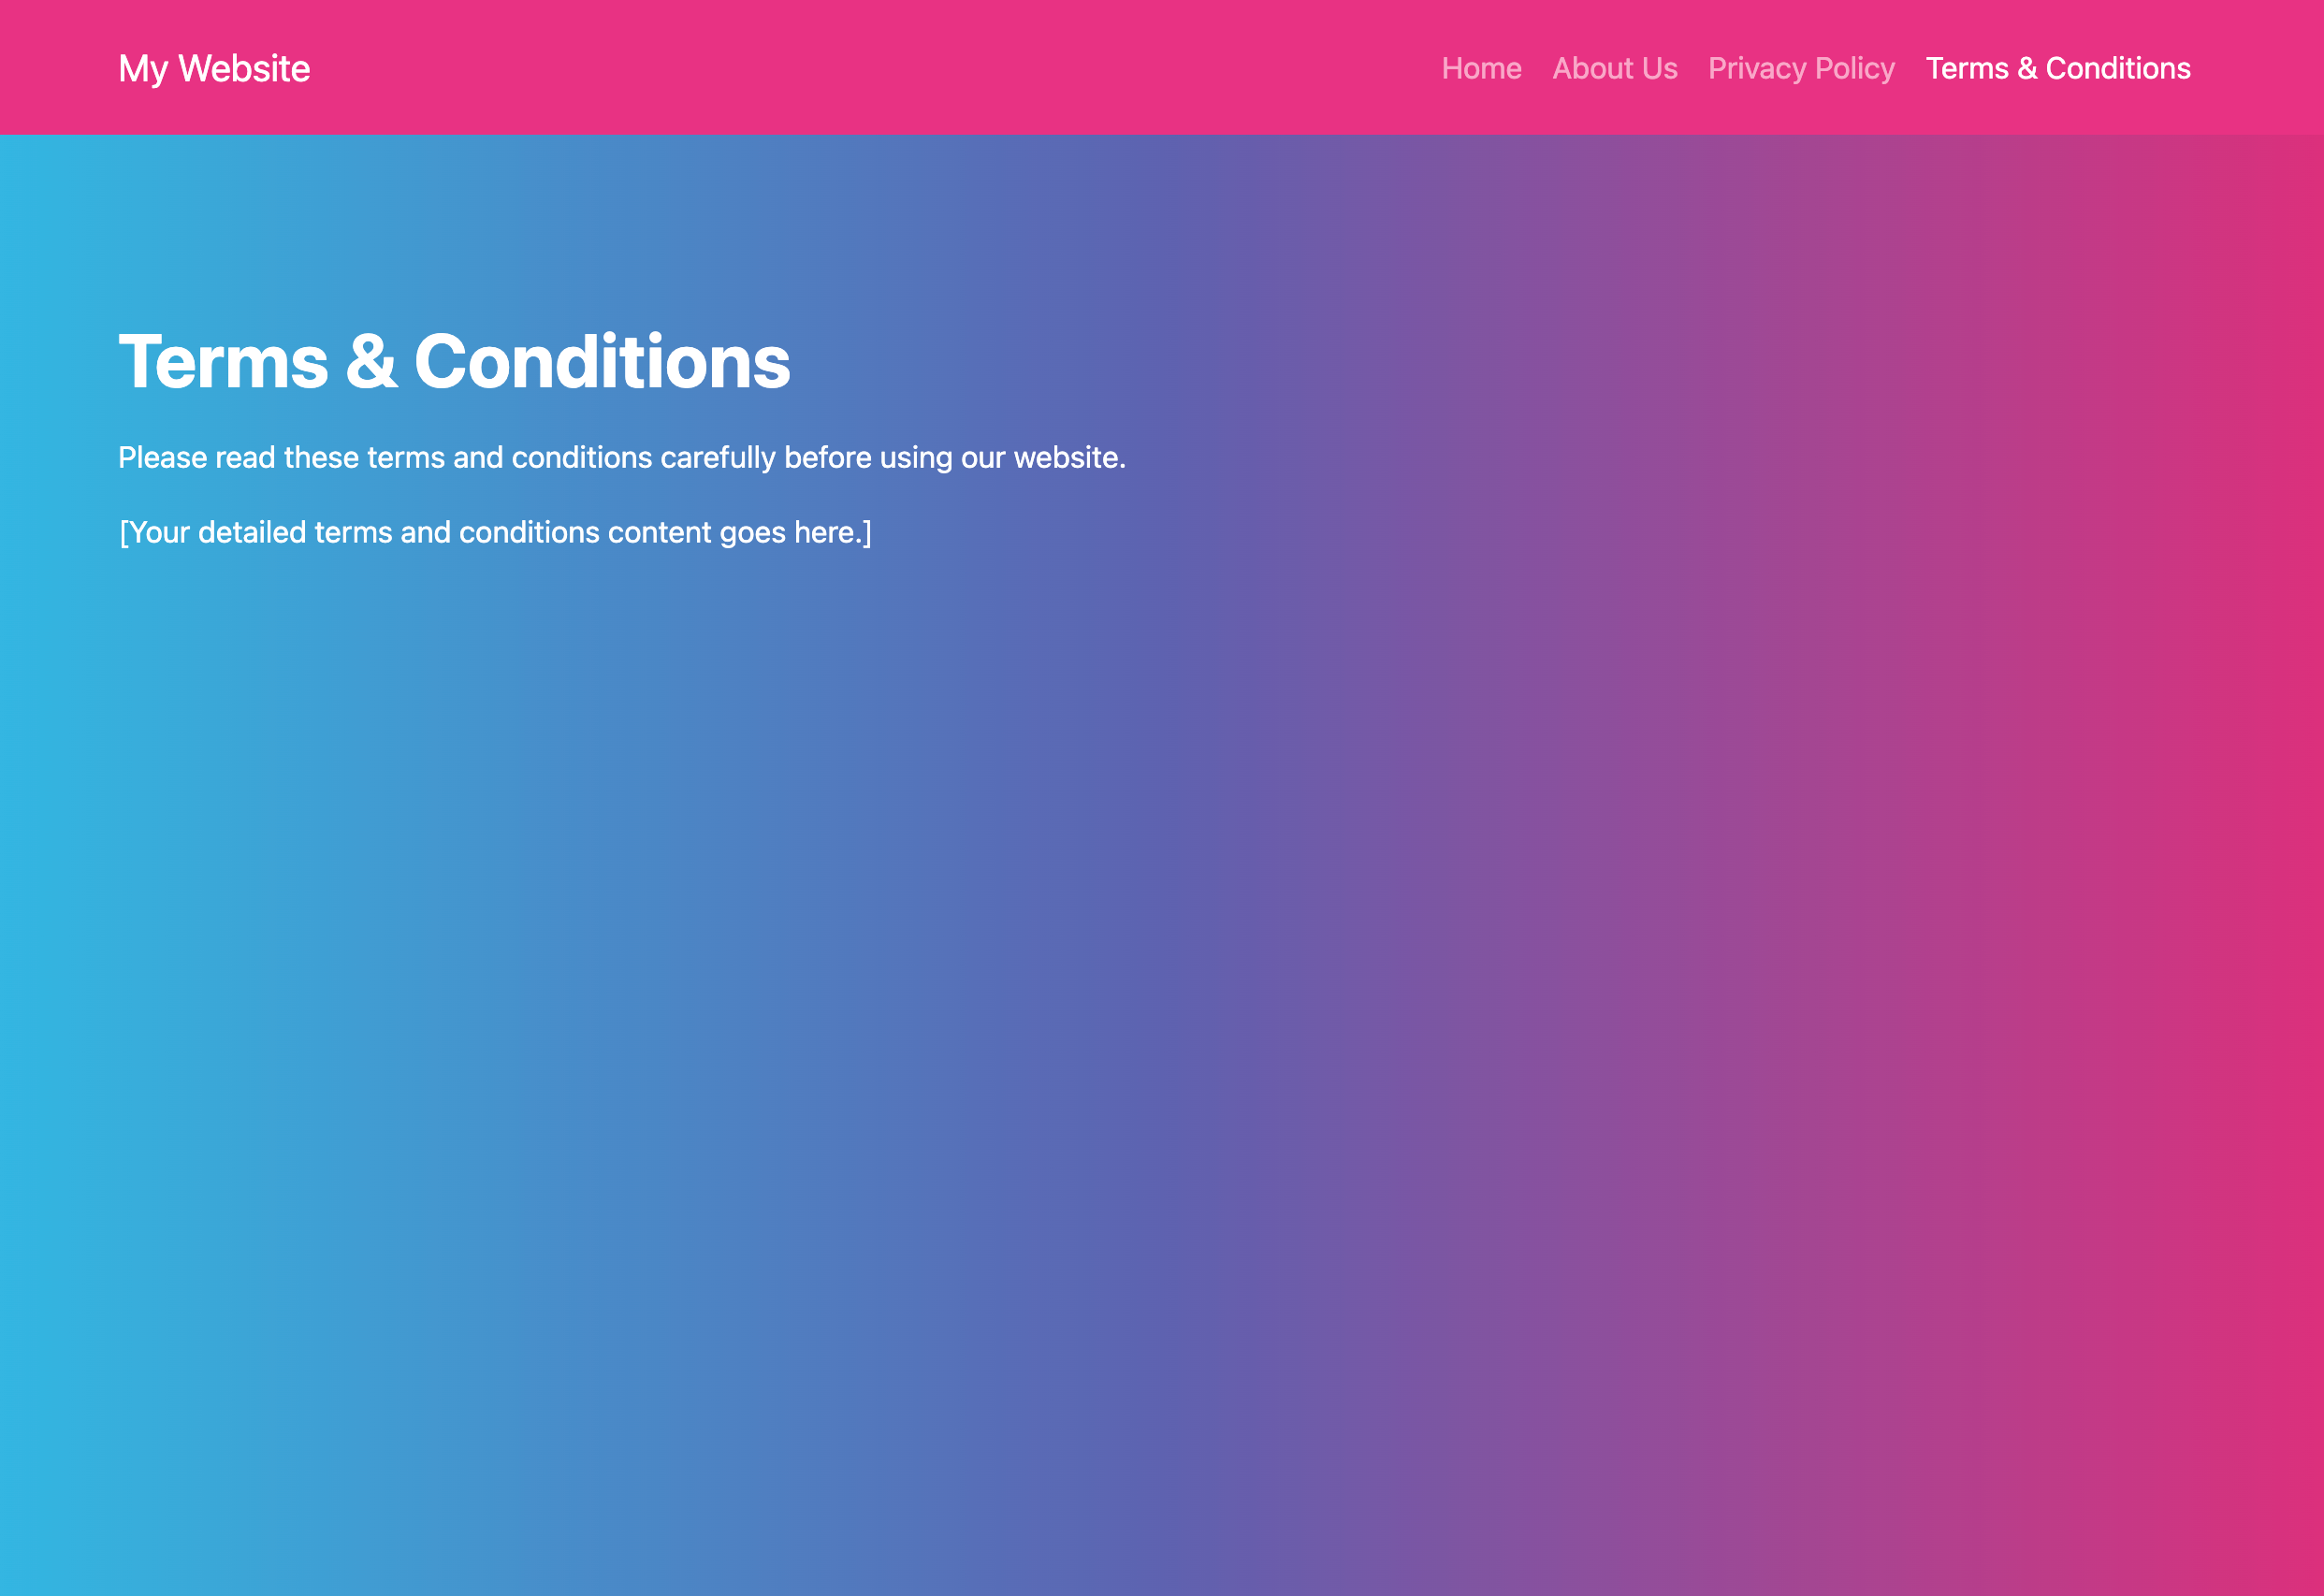 My Website
Home About Us Privacy Policy Terms & Conditions
Terms & Conditions
Please read these terms and conditions carefully before using our website.
[Your detailed terms and conditions content goes here.]